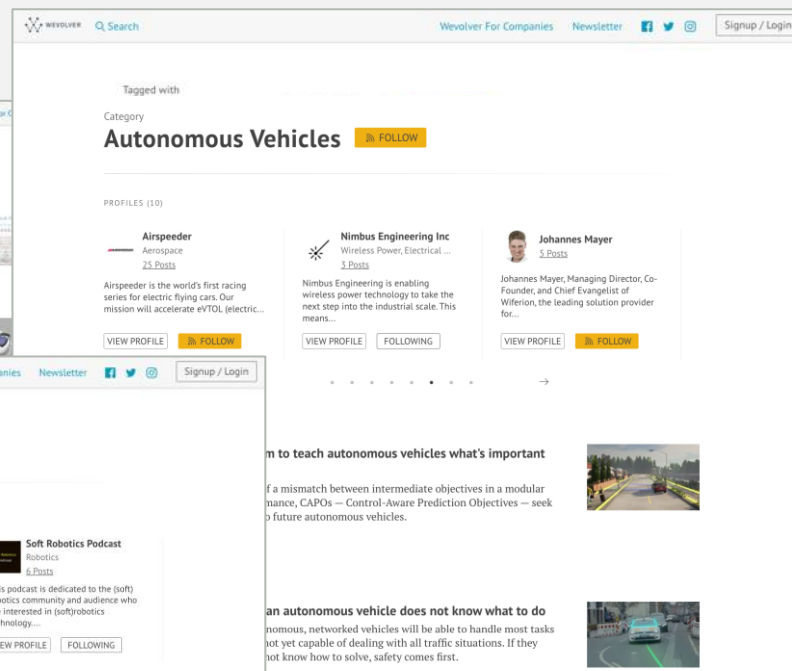 WEVOLVER
Search
Wevolver For Companies
Newsletter
Signup / Login
Tagged with
Category
Autonomous Vehicles
FOLLOW
PROFILES (10)
Airspeeder
Aerospace
25 Posts
Airspeeder is the world's first racing
series for electric flying cars. Our
mission will accelerate eVTOL (electric...
VIEW PROFILE
FOLLOW
Nimbus Engineering Inc
Wireless Power, Electrical ...
3 Posts
Nimbus Engineering is enabling
wireless power technology to take the
next step into the industrial scale. This
means...
VIEW PROFILE
FOLLOWING
Johannes Mayer
5 Posts
Johannes Mayer, Managing Director, Co-
Founder, and Chief Evangelist of
Wiferion, the leading solution provider
for...
VIEW PROFILE
FOLLOW
to teach autonomous vehicles what's important
a mismatch between intermediate objectives in a modular
CAPOs — Control-Aware Prediction Objectives — seek
future autonomous vehicles.
an autonomous vehicle does not know what to do
networked vehicles will be able to handle most tasks
yet capable of dealing with all traffic situations. If they
not know how to solve, safety comes first.
Newsletter
Signup / Login
Soft Robotics Podcast
Robotics
6 Posts
podcast is dedicated to the (soft)
community and audience who
interested in (soft)robotics
PROFILE
FOLLOWING